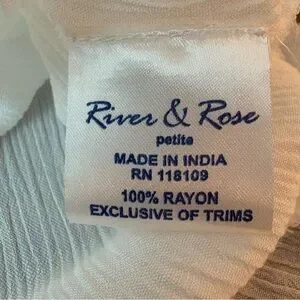 River & Rose
petite
MADE IN INDIA
RN 118109
100% RAYON
EXCLUSIVE OF TRIMS